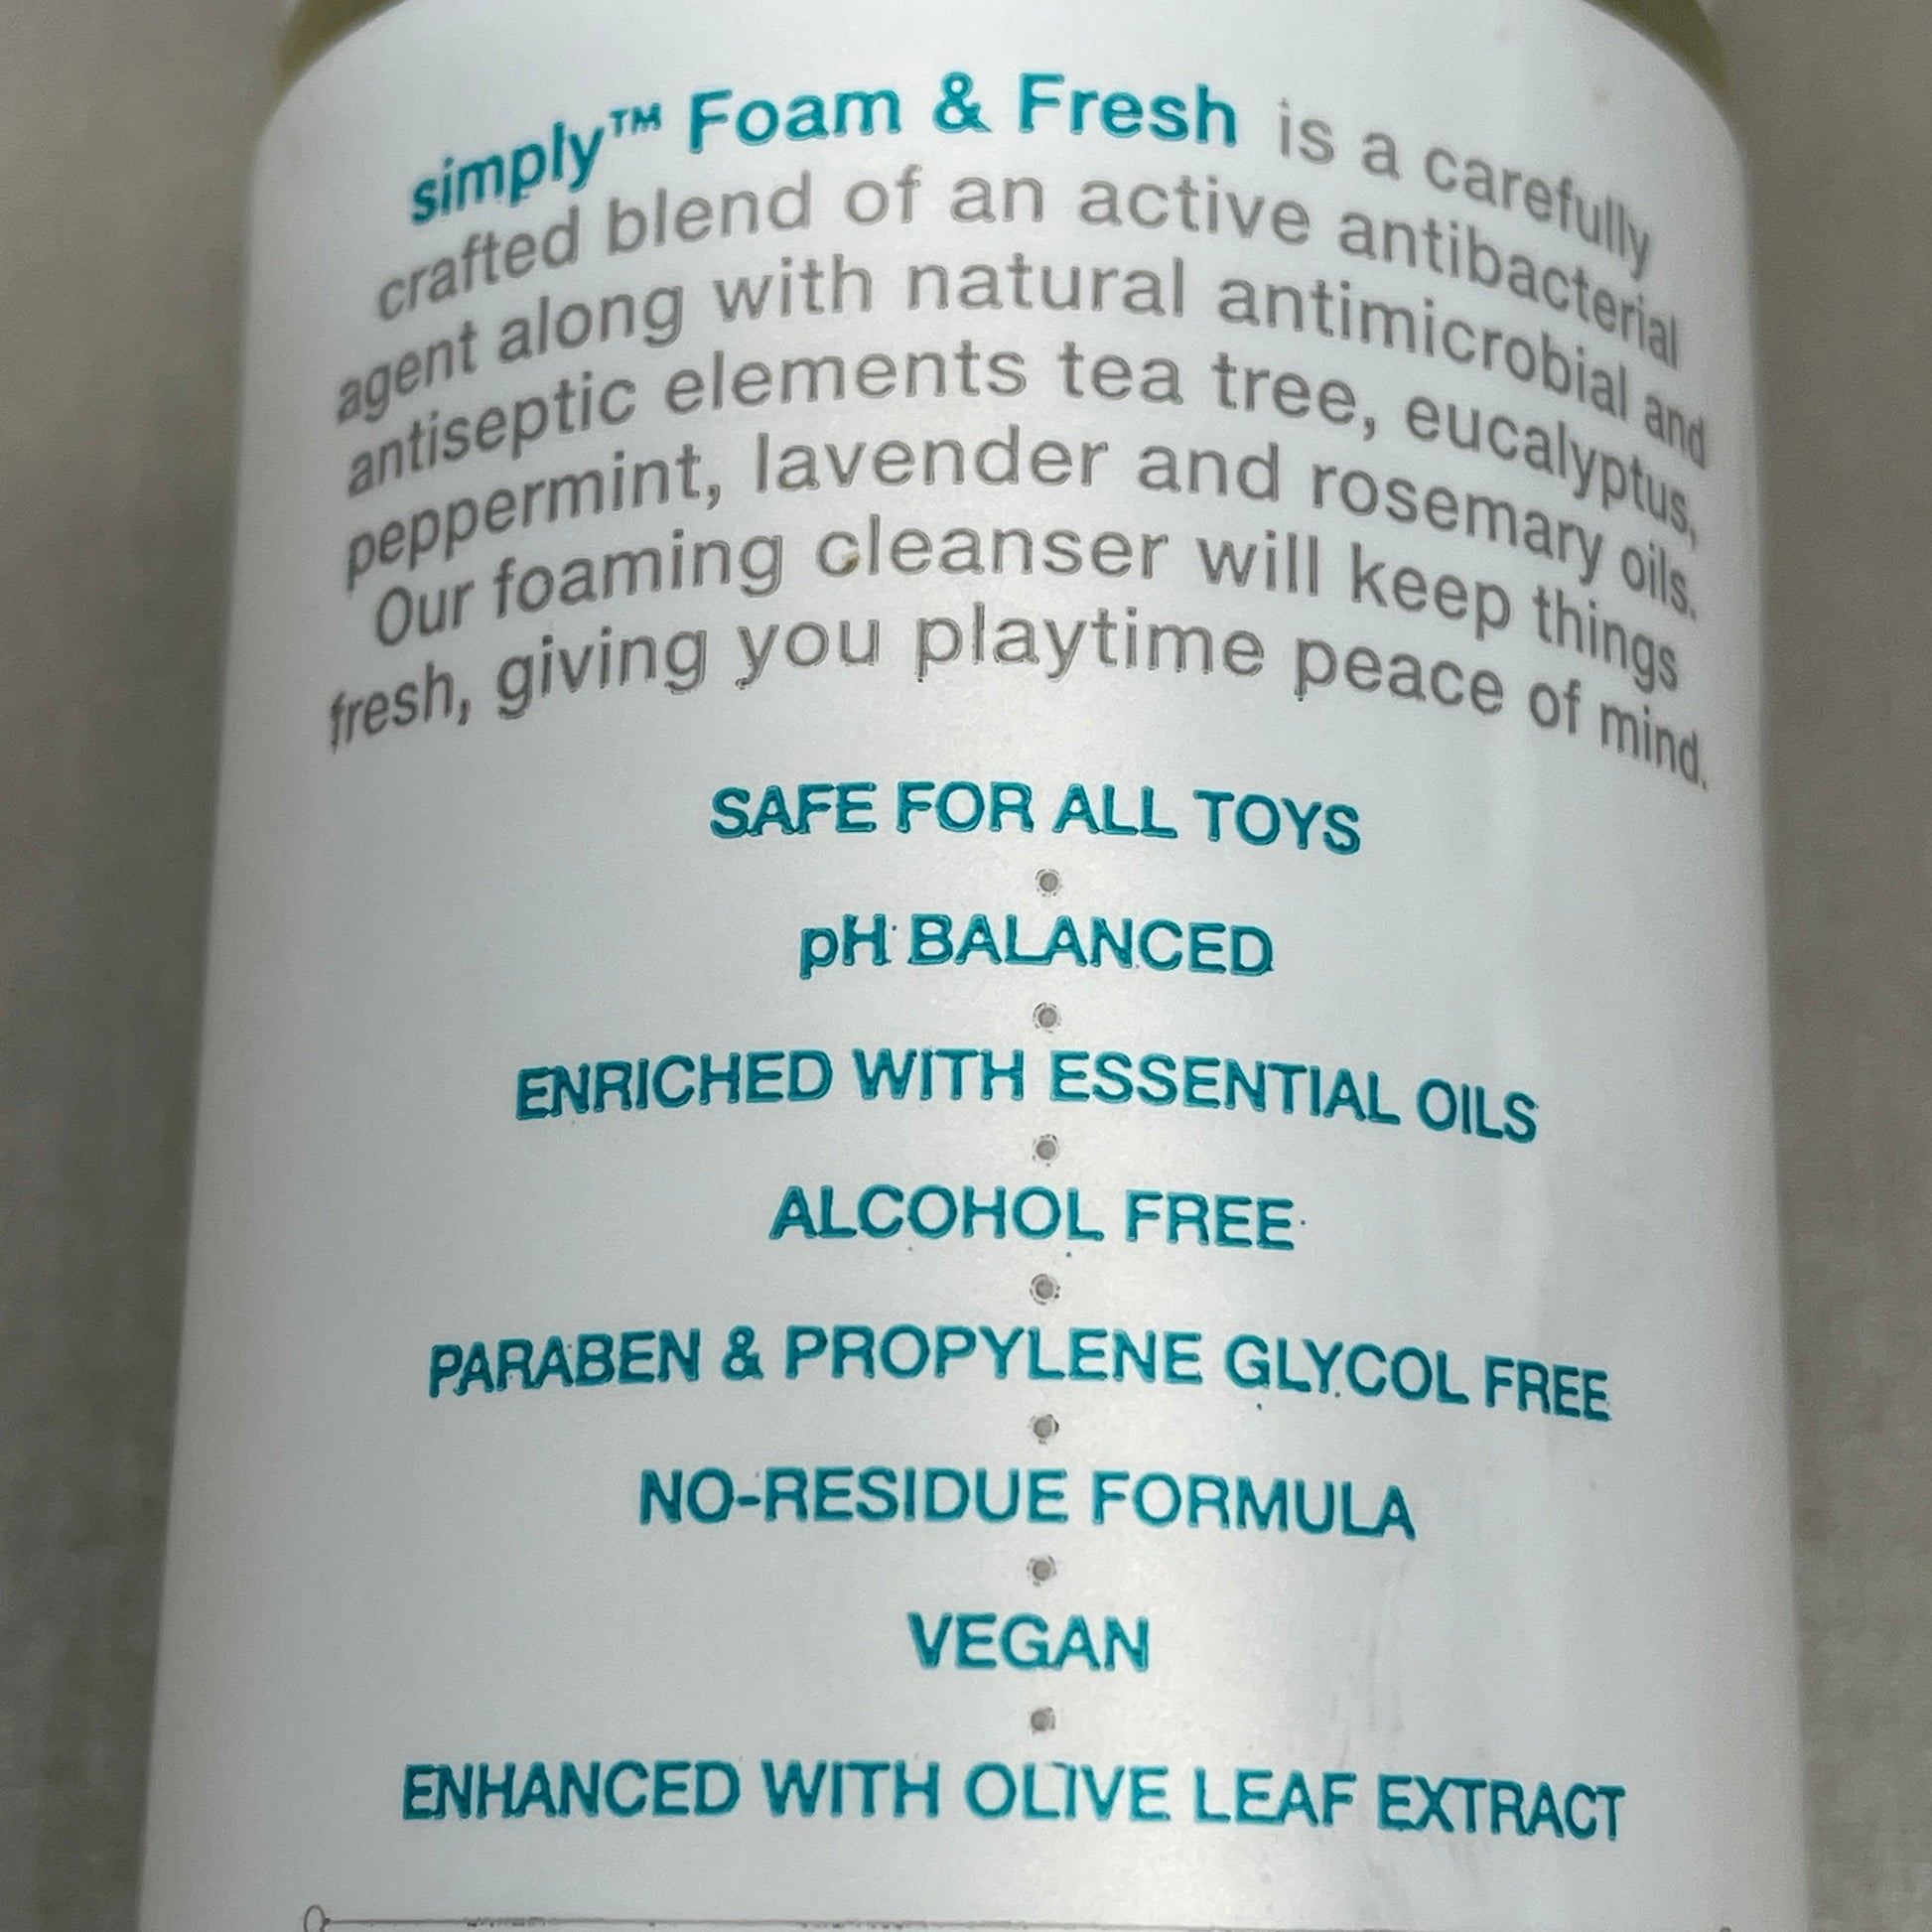 simply™ Foam & Fresh is a carefully
crafted blend of an active antibacterial
agent along with natural antimicrobial and
antiseptic elements tea tree, eucalyptus,
peppermint, lavender and rosemary oils.
Our foaming cleanser will keep things
fresh, giving you playtime peace of mind.
SAFE FOR ALL TOYS
•
pH BALANCED
•
ENRICHED WITH ESSENTIAL OILS
•
ALCOHOL FREE
•
PARABEN & PROPYLENE GLYCOL FREE
•
NO-RESIDUE FORMULA
•
VEGAN
•
ENHANCED WITH OLIVE LEAF EXTRACT